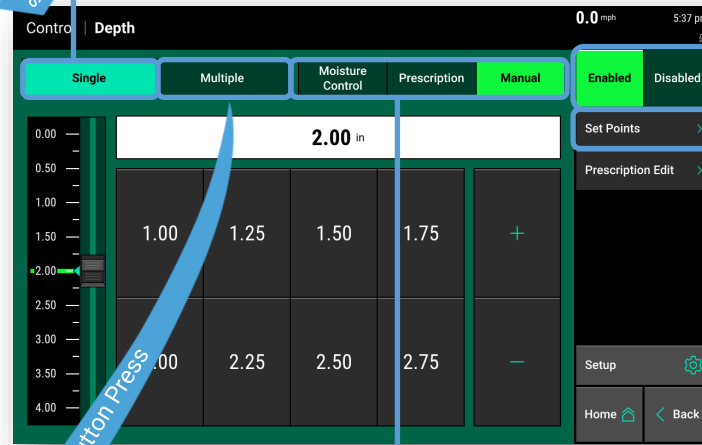 Control | Depth
0.0 mph
5:37
Single
Multiple
Moisture
Control
Prescription
Manual
Enabled
Disabled
Set Points
Prescription Edit
2.00 in
0.00
0.50
1.00
1.50
2.00
2.50
3.00
3.50
4.00
1.00
1.25
1.50
1.75
+
.00
2.25
2.50
2.75
−
utton Press
Setup
Home
Back